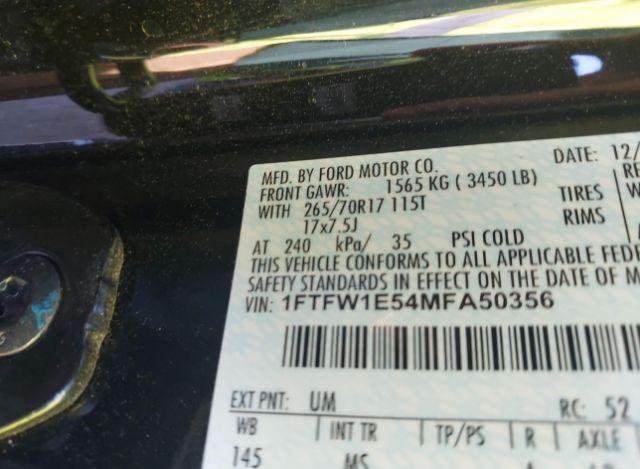 MFD. BY FORD MOTOR CO.
DATE: 12/
FRONT GAWR: 1565 KG ( 3450 LB)
WITH 265/70R17 115T TIRES
17x7.5J RIMS
AT 240 kPa/ 35 PSI COLD
THIS VEHICLE CONFORMS TO ALL APPLICABLE FEDE
SAFETY STANDARDS IN EFFECT ON THE DATE OF M
VIN: 1FTFW1E54MFA50356
EXT PNT: UM RC: 52
WB INT TR TP/PS R AXLE
145 MS